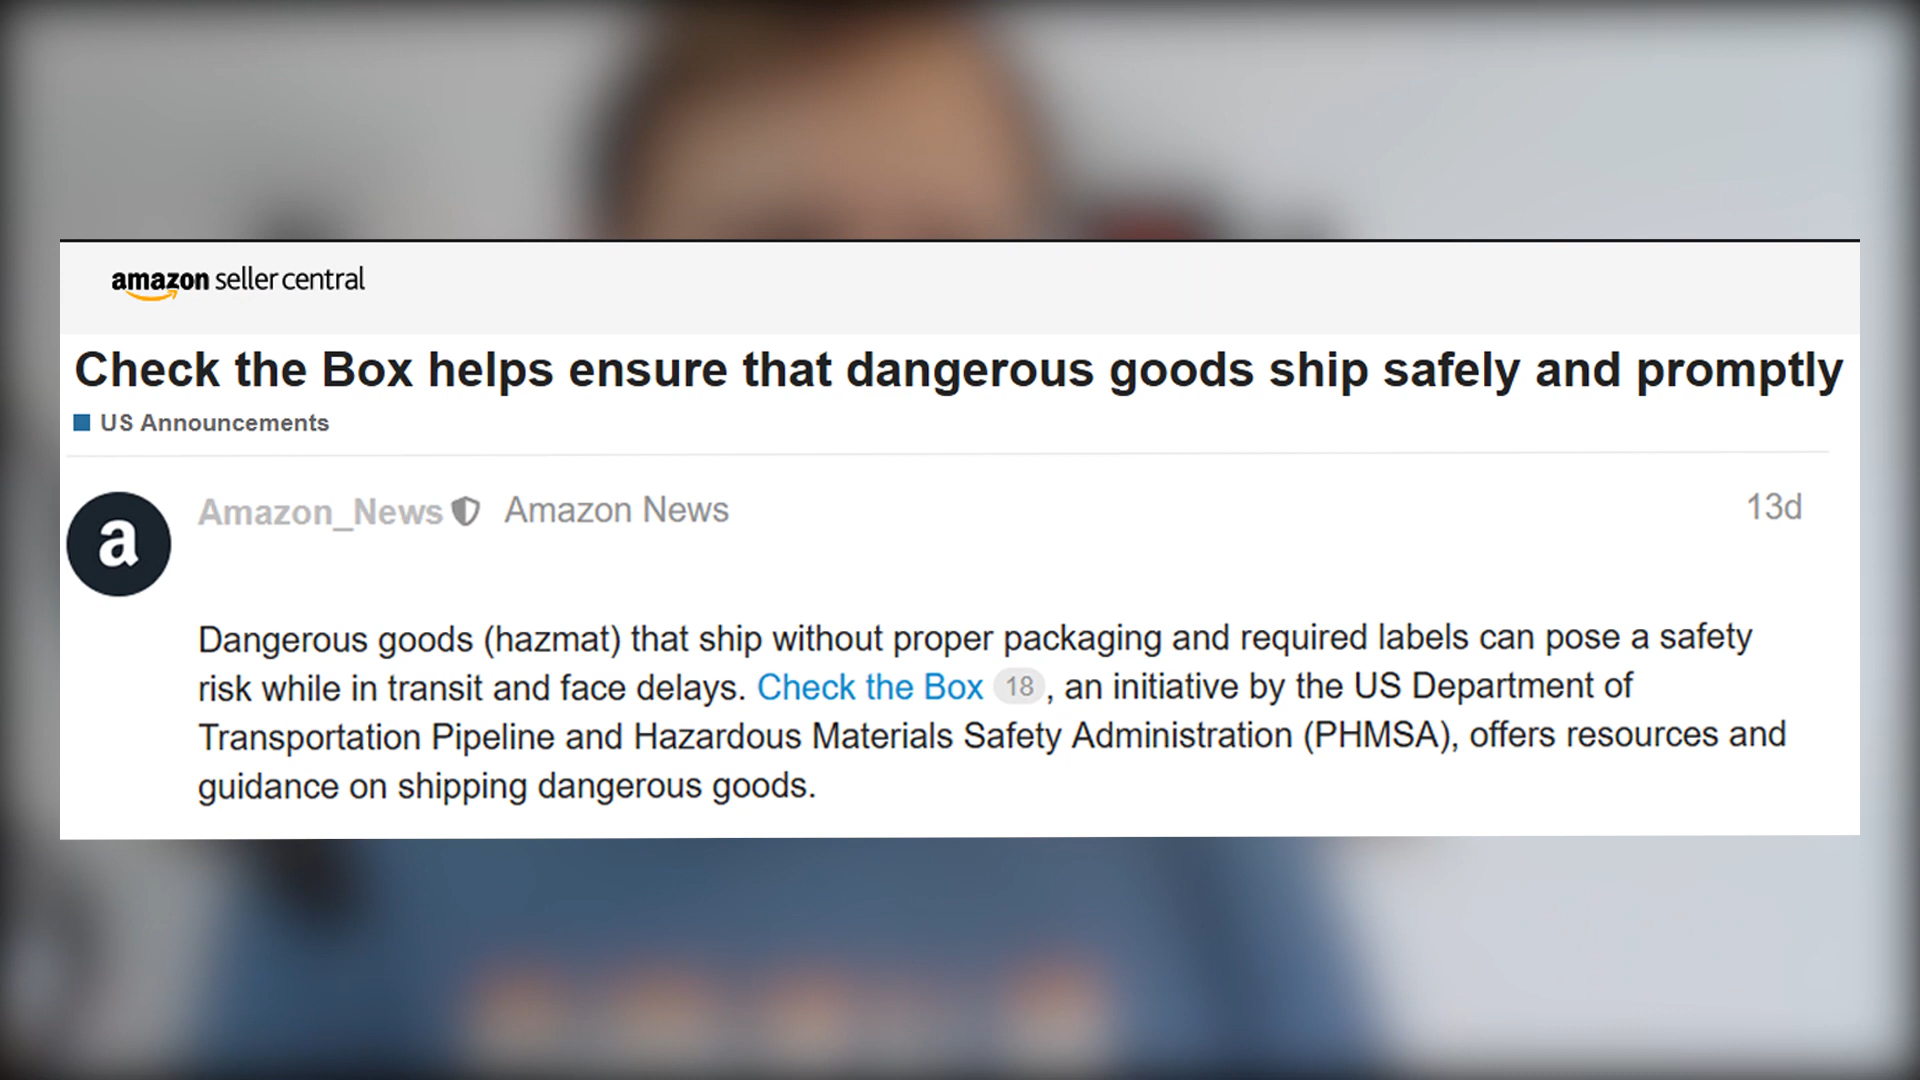 amazon seller central
Check the Box helps ensure that dangerous goods ship safely and promptly
US Announcements
Amazon_News Amazon News 13d
a
Dangerous goods (hazmat) that ship without proper packaging and required labels can pose a safety
risk while in transit and face delays. Check the Box 18, an initiative by the US Department of
Transportation Pipeline and Hazardous Materials Safety Administration (PHMSA), offers resources and
guidance on shipping dangerous goods.